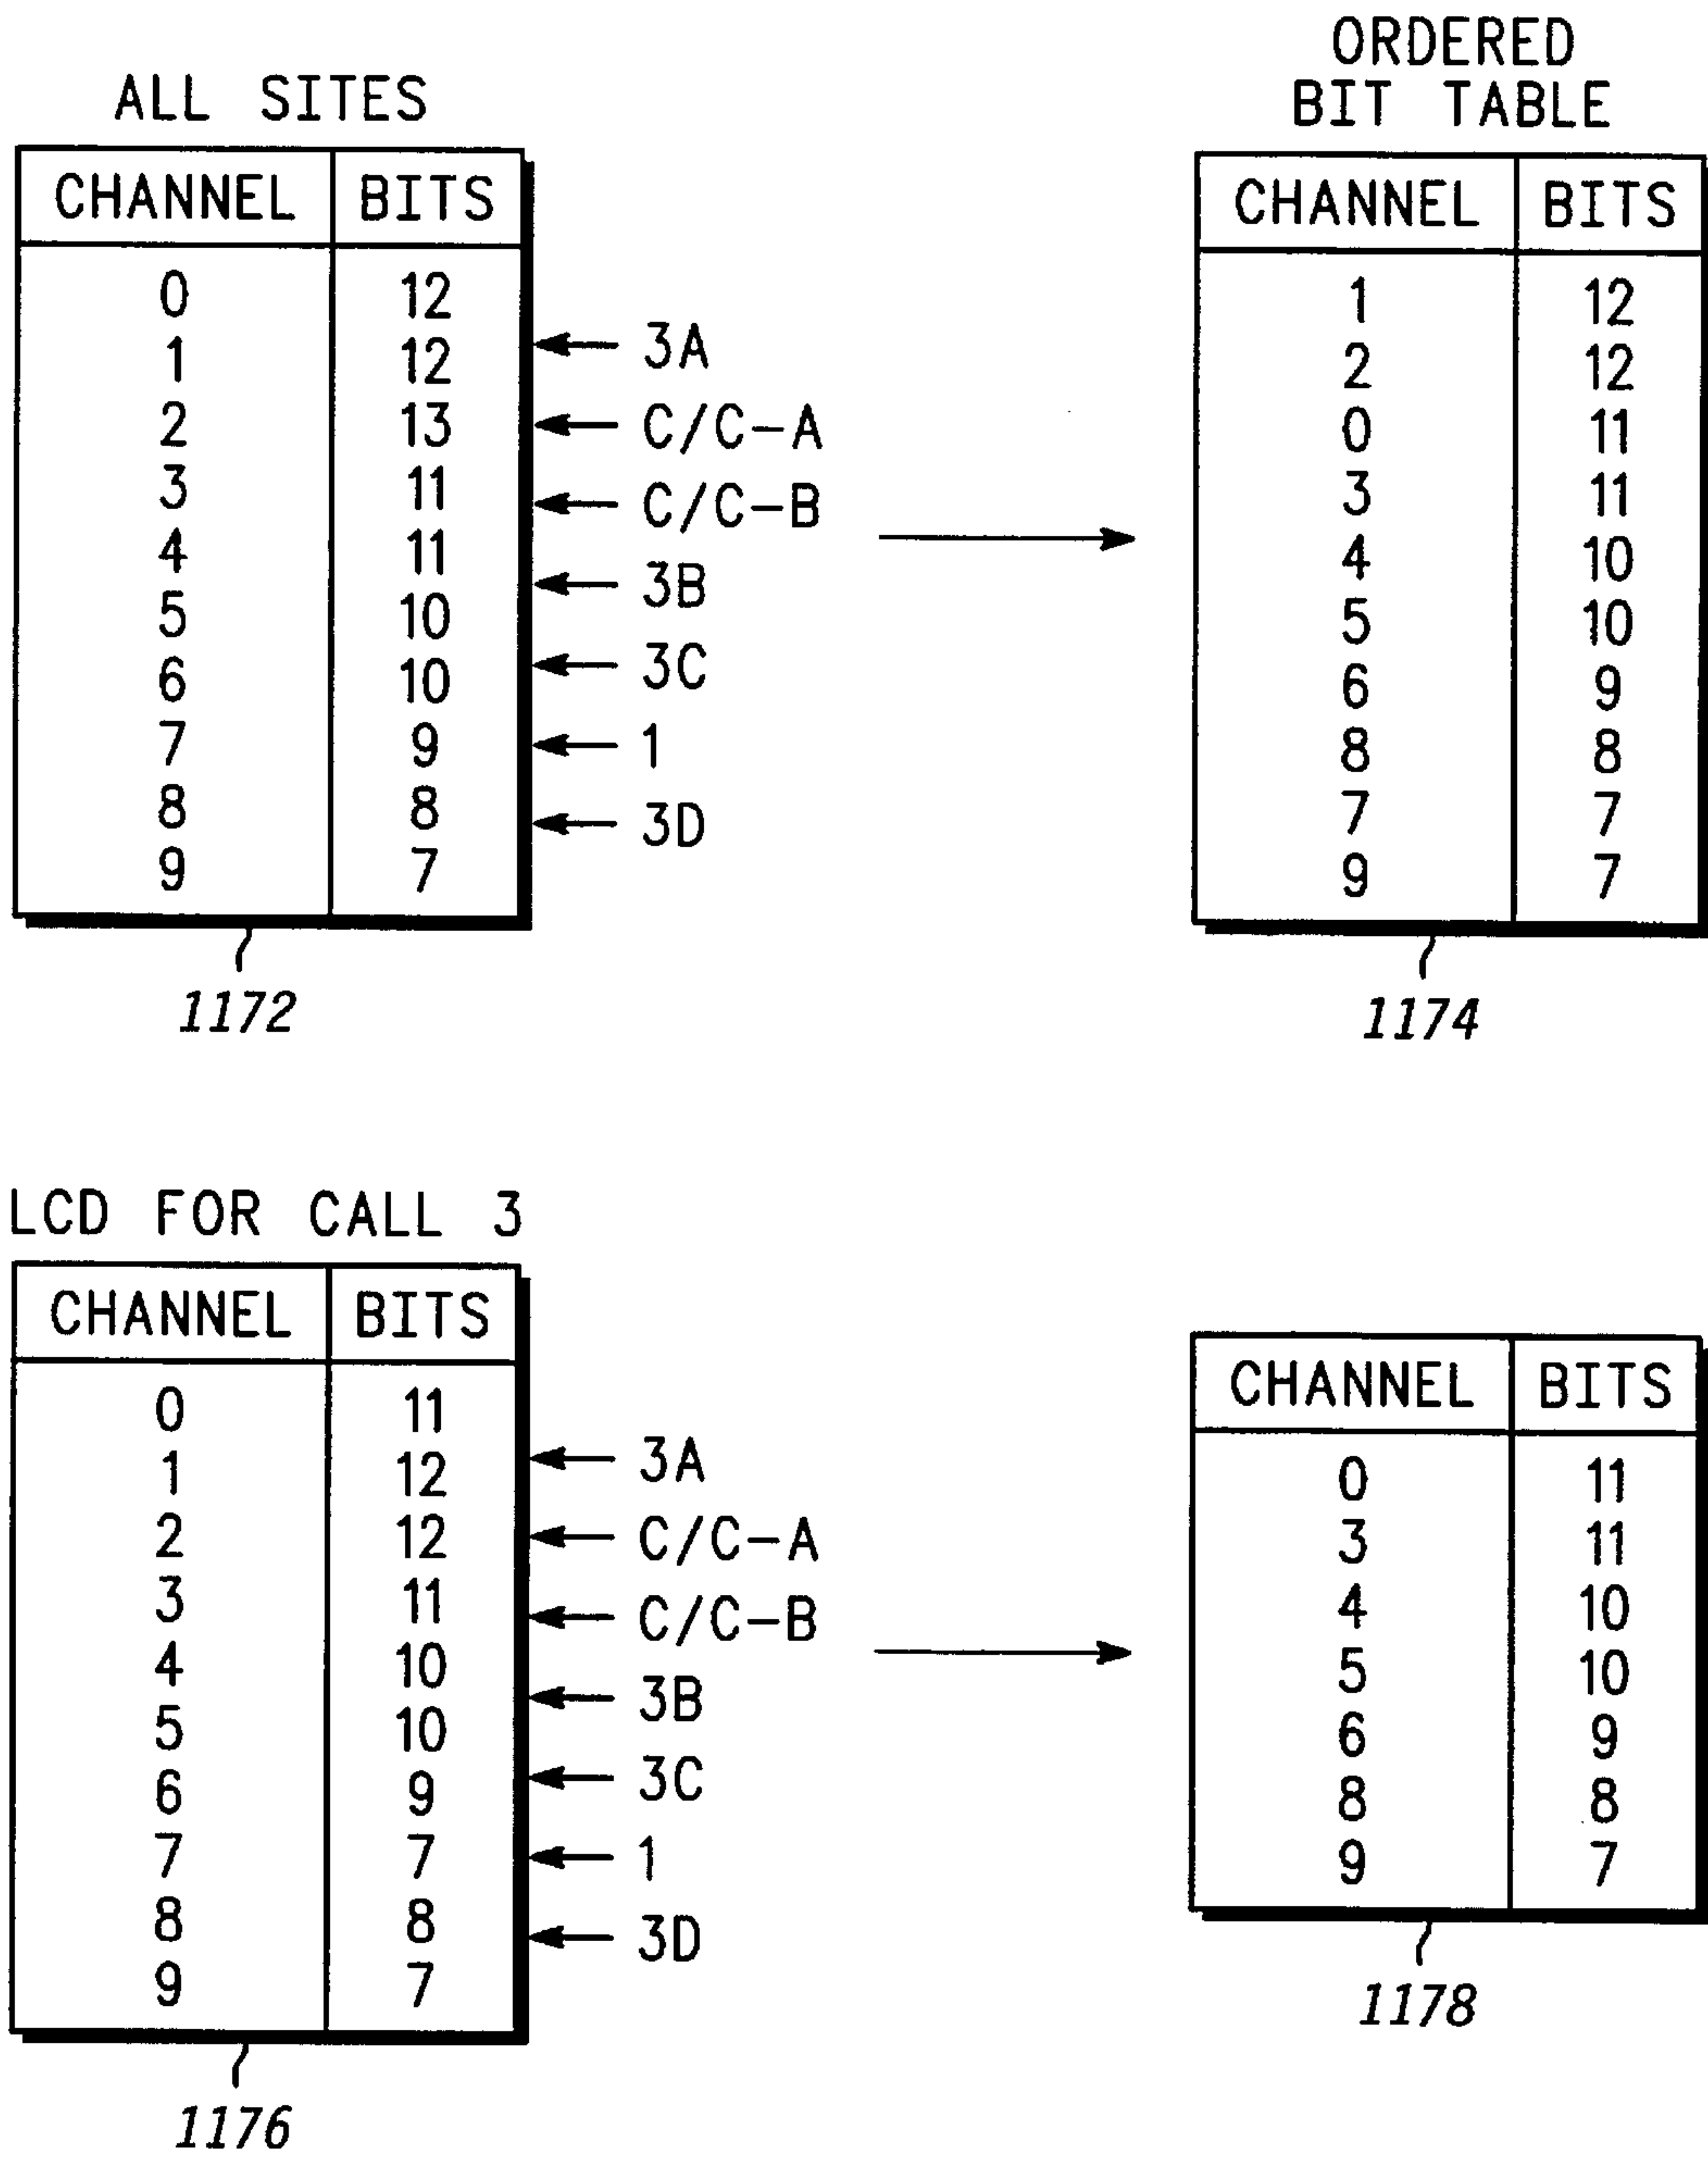 ALL SITES
CHANNEL BITS
0 12
1 12
2 13
3 11
4 11
5 10
6 10
7 9
8 8
9 7
3A
C/C-A
C/C-B
3B
3C
1
3D
1172
ORDERED
BIT TABLE
CHANNEL BITS
1 12
2 12
0 11
3 11
4 10
5 10
6 9
8 8
7 7
9 7
1174
LCD FOR CALL 3
CHANNEL BITS
0 11
1 12
2 12
3 11
4 10
5 10
6 9
7 7
8 8
9 7
3A
C/C-A
C/C-B
3B
3C
1
3D
1176
CHANNEL BITS
0 11
3 11
4 10
5 10
6 9
8 8
9 7
1178